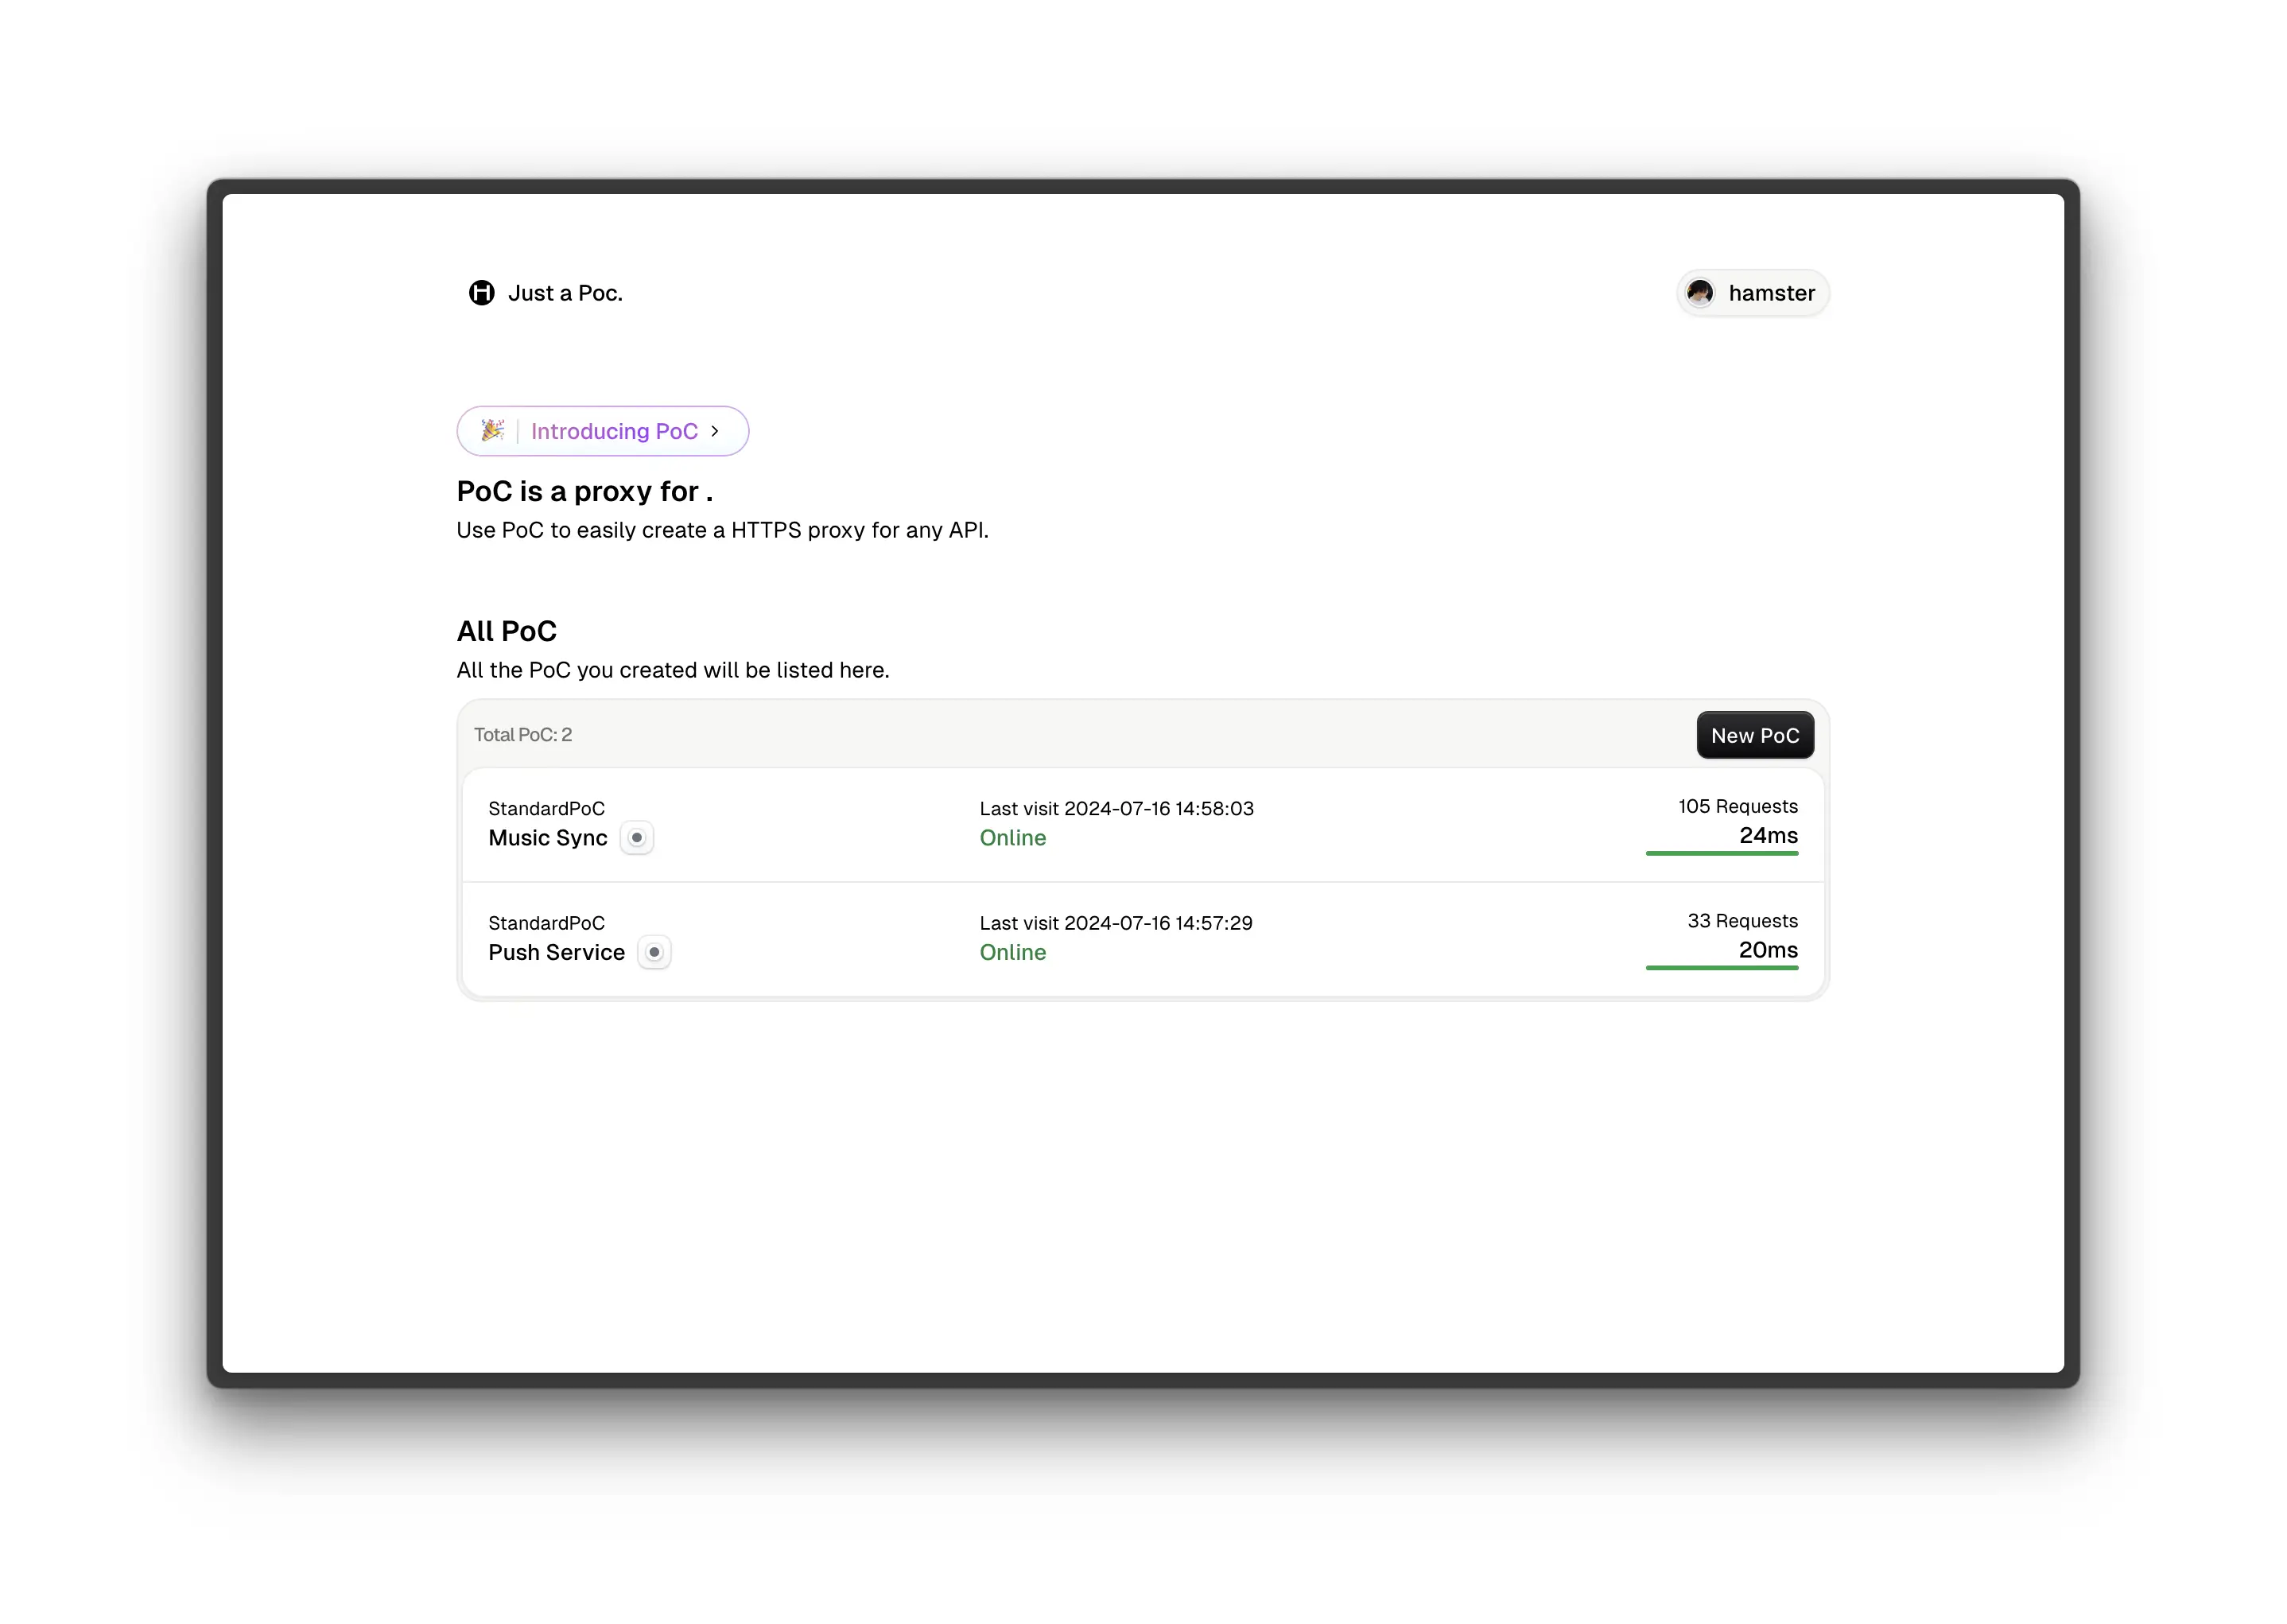 H Just a Poc.
hamster
Introducing PoC
PoC is a proxy for .
Use PoC to easily create a HTTPS proxy for any API.
All PoC
All the PoC you created will be listed here.
Total PoC: 2
New PoC
StandardPoC
Music Sync
Last visit 2024-07-16 14:58:03
Online
105 Requests
24ms
StandardPoC
Push Service
Last visit 2024-07-16 14:57:29
Online
33 Requests
20ms